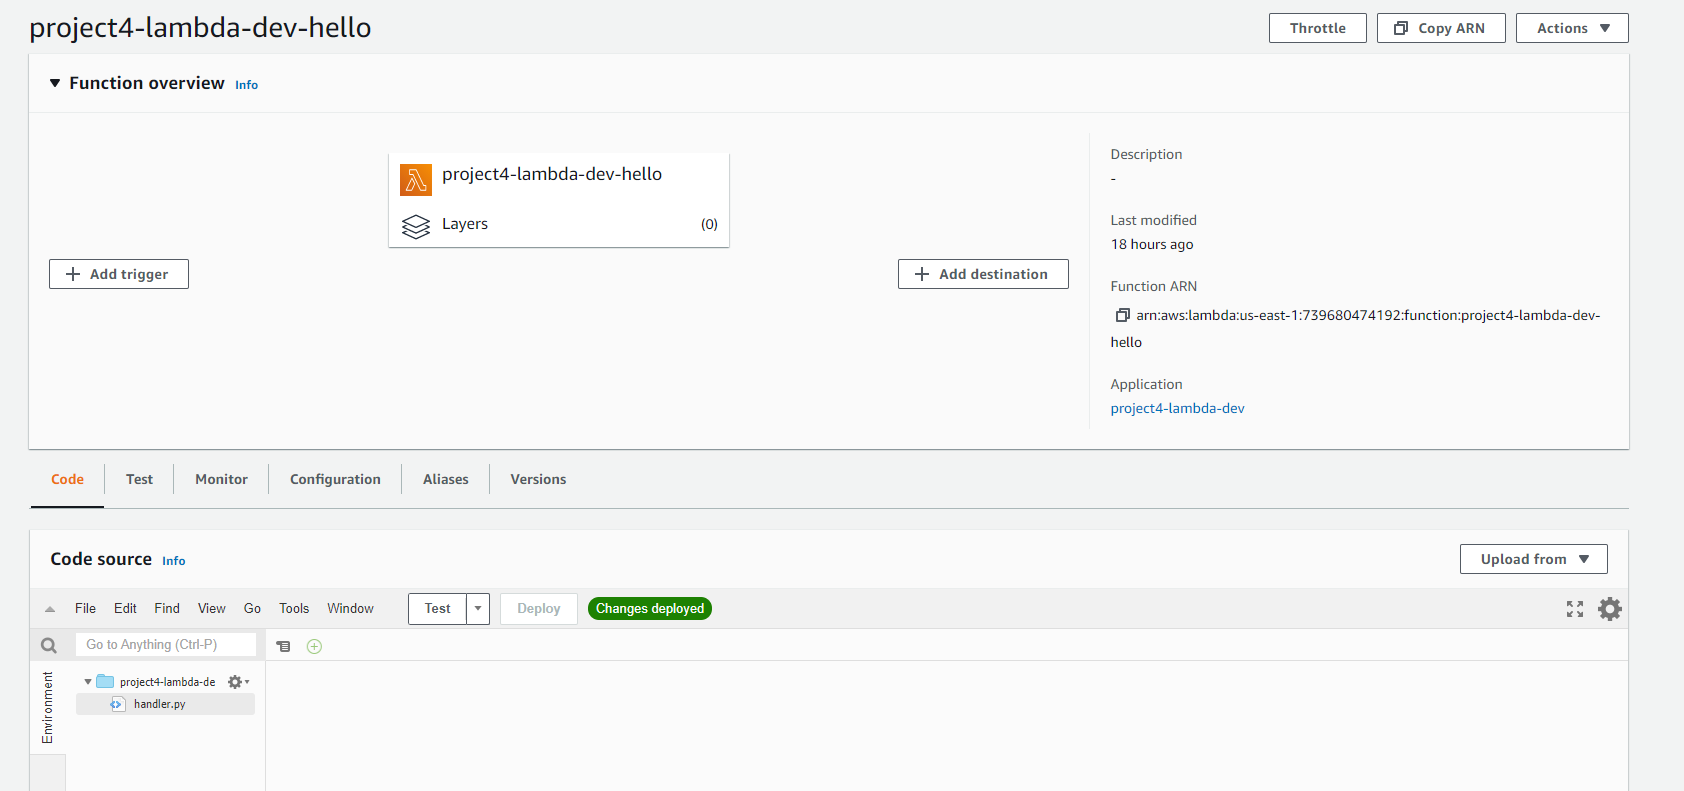 project4-lambda-dev-hello
Throttle
Copy ARN
Actions
Function overview Info
project4-lambda-dev-hello
Layers
(0)
Add trigger
Add destination
Description
-
Last modified
18 hours ago
Function ARN
arn:aws:lambda:us-east-1:739680474192:function:project4-lambda-dev-
hello
Application
project4-lambda-dev
Code
Test
Monitor
Configuration
Aliases
Versions
Code source Info
Upload from
File Edit Find View Go Tools Window
Test
Deploy
Changes deployed
Go to Anything (Ctrl-P)
Environment
project4-lambda-de
handler.py